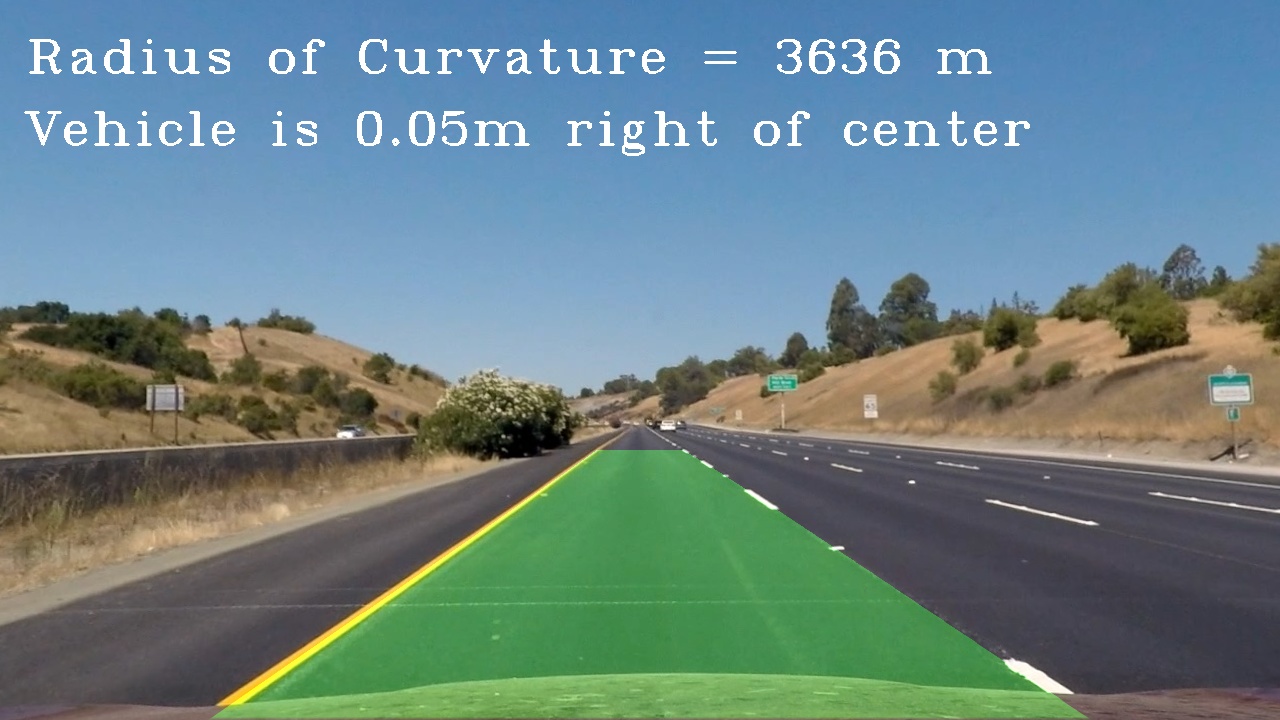 Radius of Curvature = 3636 m
Vehicle is 0.05m right of center